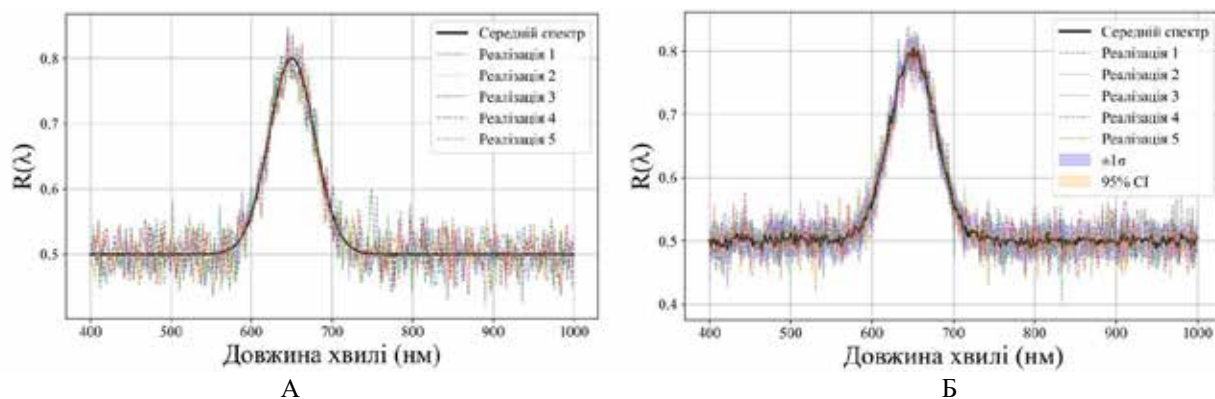 0.8
0.7
0.6
0.5
R(λ)
400 500 600 700 800 900 1000
Довжина хвилі (нм)
Середній спектр
Реалізація 1
Реалізація 2
Реалізація 3
Реалізація 4
Реалізація 5
А
0.8
0.7
0.6
0.5
0.4
R(λ)
400 500 600 700 800 900 1000
Довжина хвилі (нм)
Середній спектр
Реалізація 1
Реалізація 2
Реалізація 3
Реалізація 4
Реалізація 5
±1σ
95% CI
Б